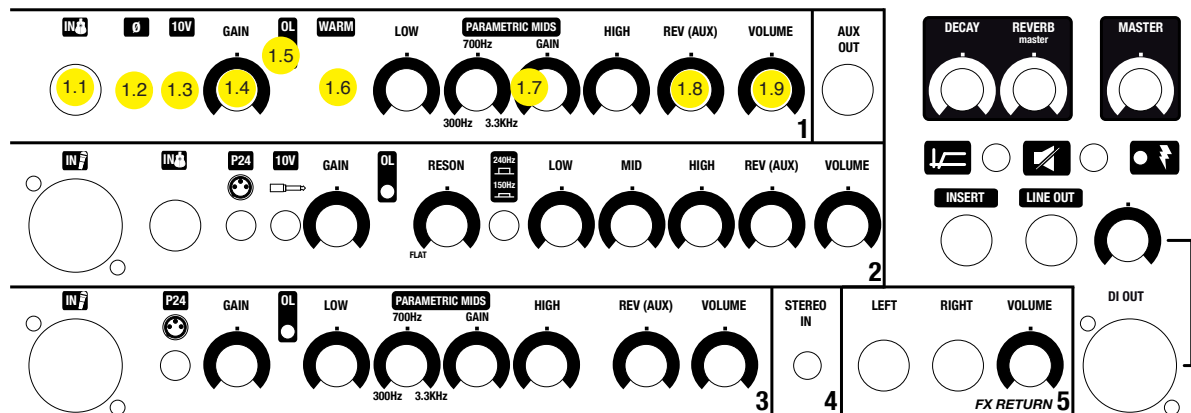 IN Ø 10V GAIN OL WARM LOW PARAMETRIC MIDS HIGH REV (AUX) VOLUME AUX OUT
700Hz GAIN
1.1 1.2 1.3 1.4 1.5 1.6 1.7 1.8 1.9
300Hz 3.3KHz
1
DECAY REVERB master MASTER
IN IN P24 10V GAIN OL RESON 240Hz 150Hz LOW MID HIGH REV (AUX) VOLUME
FLAT
2
INSERT LINE OUT
IN P24 GAIN OL LOW PARAMETRIC MIDS HIGH REV (AUX) VOLUME
700Hz GAIN
300Hz 3.3KHz
3
STEREO IN
4
LEFT RIGHT VOLUME
FX RETURN 5
DI OUT